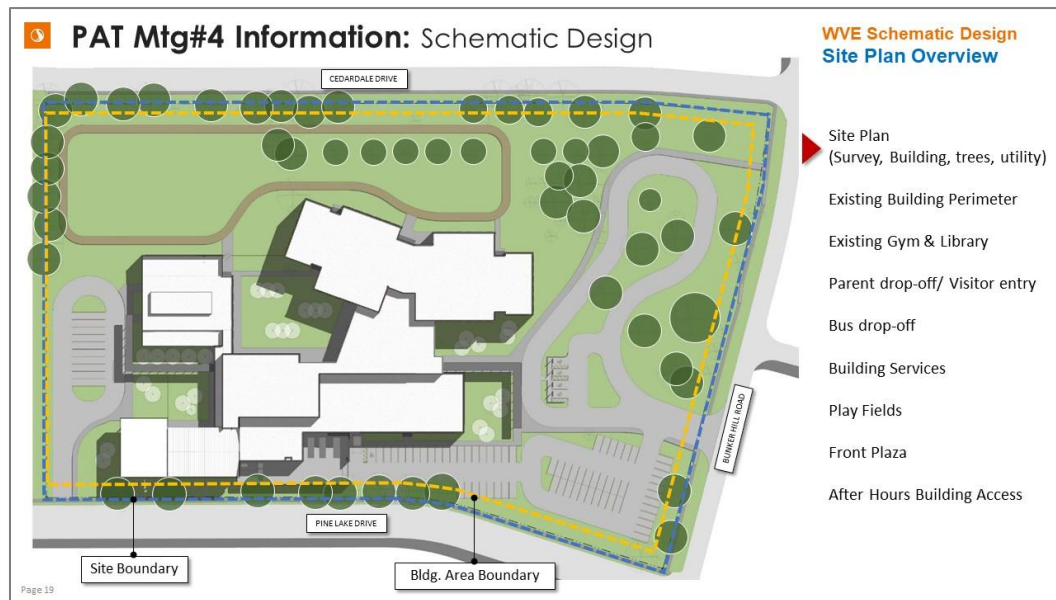 PAT Mtg#4 Information: Schematic Design
WVE Schematic Design
Site Plan Overview
CEDARDALE DRIVE
Site Plan
(Survey, Building, trees, utility)
Existing Building Perimeter
Existing Gym & Library
Parent drop-off/ Visitor entry
Bus drop-off
Building Services
Play Fields
Front Plaza
After Hours Building Access
BUNKER HILL ROAD
PINE LAKE DRIVE
Site Boundary
Bldg. Area Boundary
Page 19